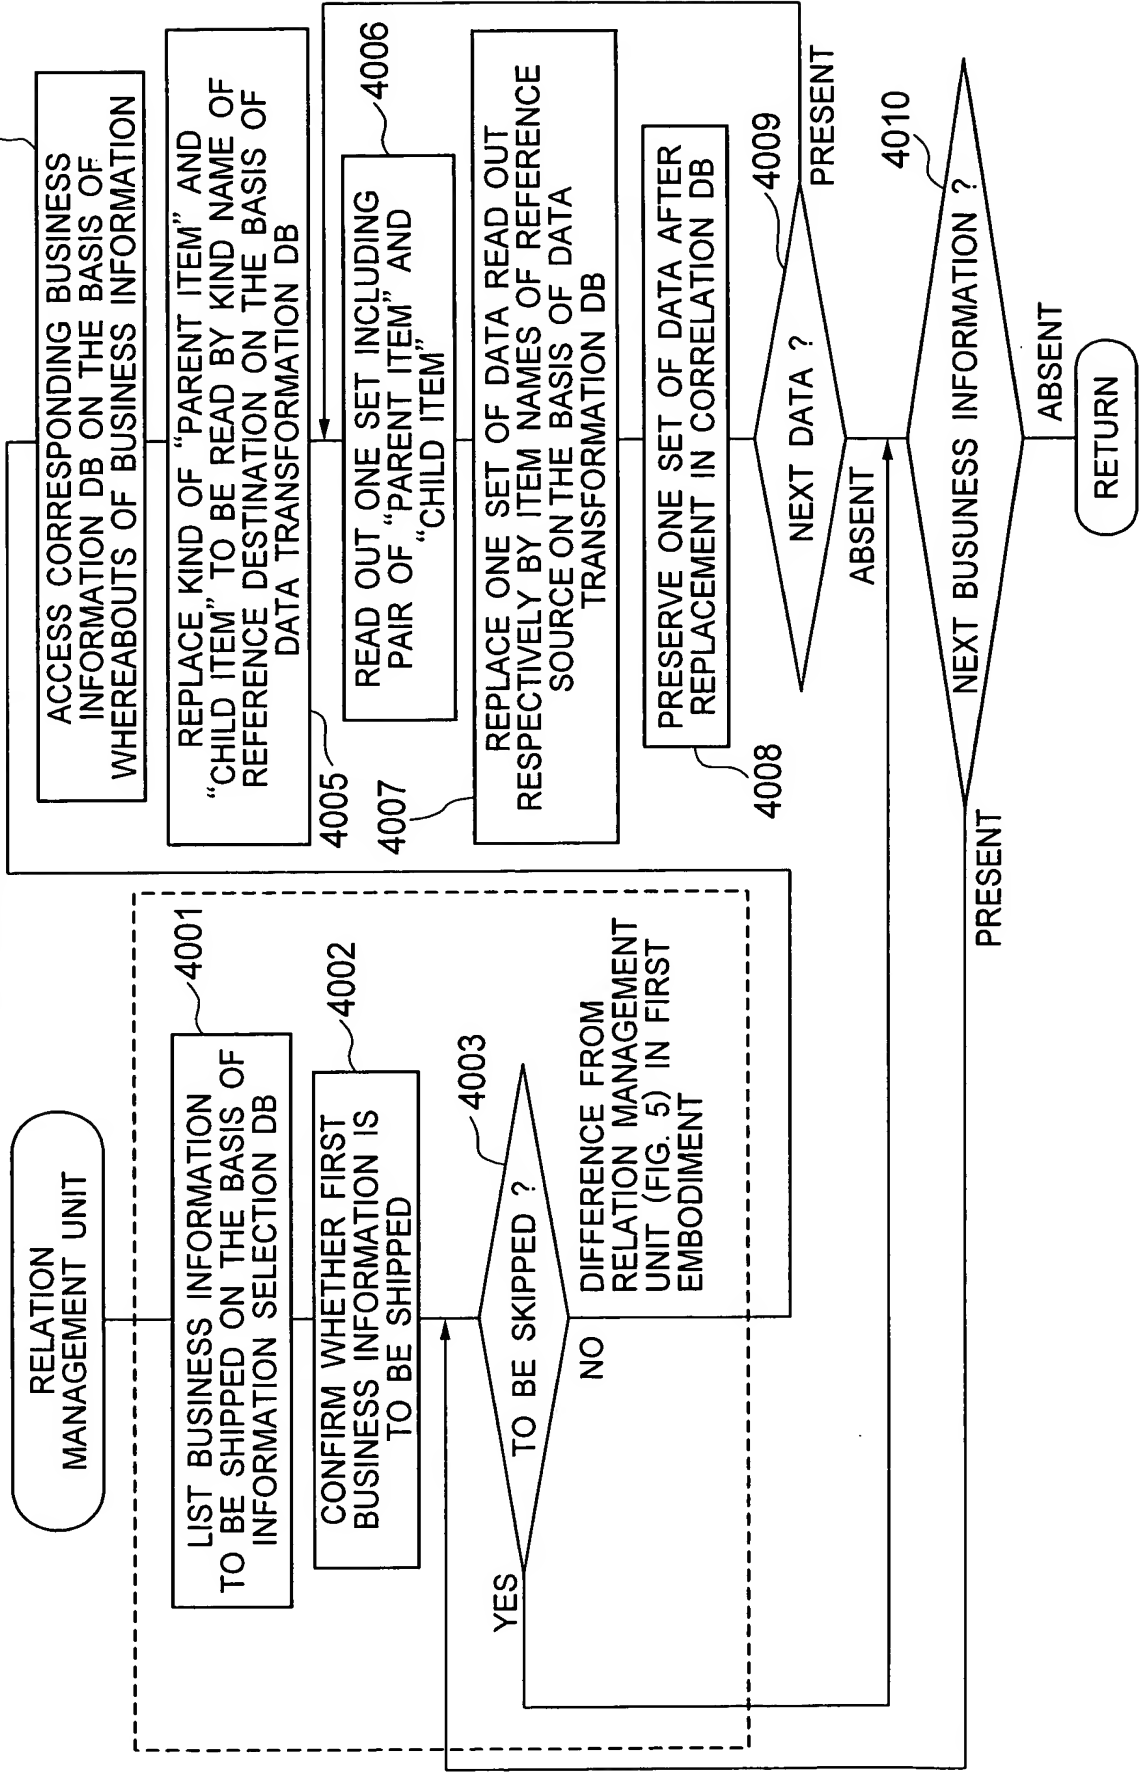 RELATION
MANAGEMENT UNIT
LIST BUSINESS INFORMATION
TO BE SHIPPED ON THE BASIS OF
INFORMATION SELECTION DB
4001
CONFIRM WHETHER FIRST
BUSINESS INFORMATION IS
TO BE SHIPPED
4002
TO BE SKIPPED ?
4003
YES
NO
DIFFERENCE FROM
RELATION MANAGEMENT
UNIT (FIG. 5) IN FIRST
EMBODIMENT
ACCESS CORRESPONDING BUSINESS
INFORMATION DB ON THE BASIS OF
WHEREABOUTS OF BUSINESS INFORMATION
REPLACE KIND OF “PARENT ITEM” AND
“CHILD ITEM” TO BE READ BY KIND NAME OF
REFERENCE DESTINATION ON THE BASIS OF
DATA TRANSFORMATION DB
4005
READ OUT ONE SET INCLUDING
PAIR OF “PARENT ITEM” AND
“CHILD ITEM”
4006
4007
REPLACE ONE SET OF DATA READ OUT
RESPECTIVELY BY ITEM NAMES OF REFERENCE
SOURCE ON THE BASIS OF DATA
TRANSFORMATION DB
PRESERVE ONE SET OF DATA AFTER
REPLACEMENT IN CORRELATION DB
4008
NEXT DATA ?
4009
PRESENT
ABSENT
NEXT BUSUNESS INFORMATION ?
4010
PRESENT
ABSENT
RETURN